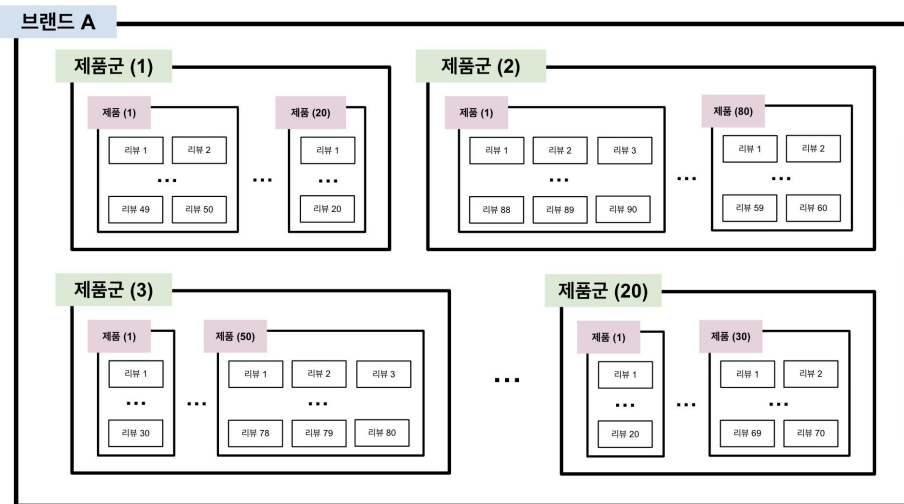 브랜드 A
제품군 (1)
제품 (1)
리뷰 1 리뷰 2
...
리뷰 49 리뷰 50
...
제품 (20)
리뷰 1
...
리뷰 20
제품군 (2)
제품 (1)
리뷰 1 리뷰 2 리뷰 3
...
리뷰 88 리뷰 89 리뷰 90
...
제품 (80)
리뷰 1 리뷰 2
...
리뷰 59 리뷰 60
제품군 (3)
제품 (1)
리뷰 1
...
리뷰 30
...
제품 (50)
리뷰 1 리뷰 2 리뷰 3
...
리뷰 78 리뷰 79 리뷰 80
...
제품군 (20)
제품 (1)
리뷰 1
...
리뷰 20
...
제품 (30)
리뷰 1 리뷰 2
...
리뷰 69 리뷰 70